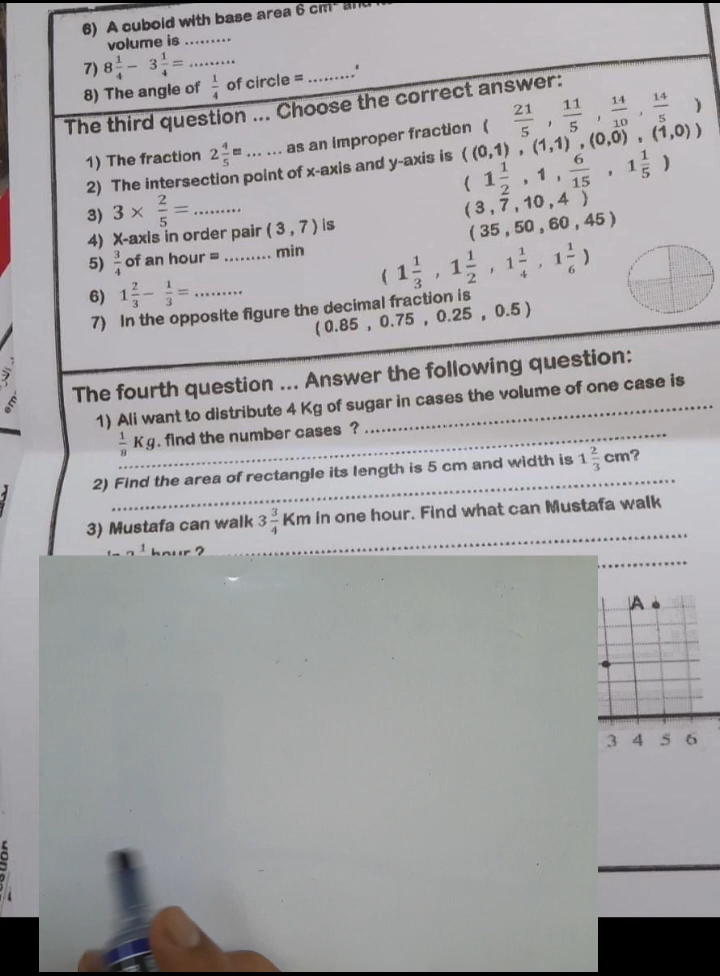 6) A cuboid with base area 6 cm²
volume is .........
7) 8 1/4 - 3 1/4 = .........
8) The angle of 1/4 of circle = .........
The third question ... Choose the correct answer:
1) The fraction 2 4/5 = ... ... as an improper fraction ( 21/5 , 11/5 , 14/10 , 14/5 )
2) The intersection point of x-axis and y-axis is ( (0,1) , (1,1) , (0,0) , (1,0) )
3) 3 × 2/5 = ......... ( 1 1/2 , 1 , 6/15 , 1 1/5 )
4) X-axis in order pair ( 3 , 7 ) is ( 3 , 7 , 10 , 4 )
5) 3/4 of an hour = ......... min ( 35 , 50 , 60 , 45 )
6) 1 2/3 - 1/3 = ......... ( 1 1/3 , 1 1/2 , 1 1/4 , 1 1/6 )
7) In the opposite figure the decimal fraction is
( 0.85 , 0.75 , 0.25 , 0.5 )
The fourth question ... Answer the following question:
1) Ali want to distribute 4 Kg of sugar in cases the volume of one case is
1/8 Kg. find the number cases ? .........
2) Find the area of rectangle its length is 5 cm and width is 1 2/3 cm?
3) Mustafa can walk 3 3/4 Km in one hour. Find what can Mustafa walk
hour ?
A
3 4 5 6